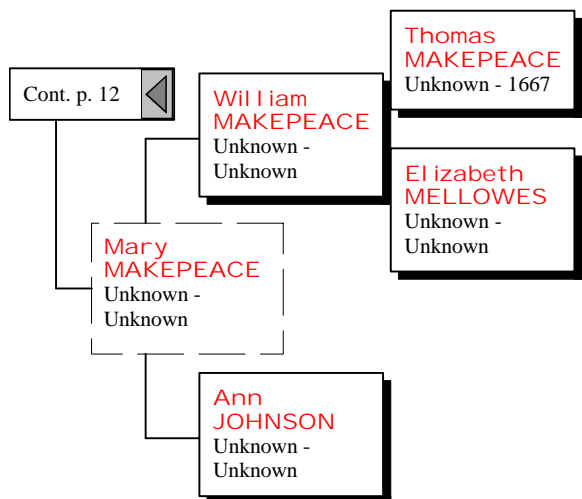 Thomas
MAKEPEACE
Unknown - 1667
Cont. p. 12
William
MAKEPEACE
Unknown -
Unknown
Elizabeth
MELLOWES
Unknown -
Unknown
Mary
MAKEPEACE
Unknown -
Unknown
Ann
JOHNSON
Unknown -
Unknown